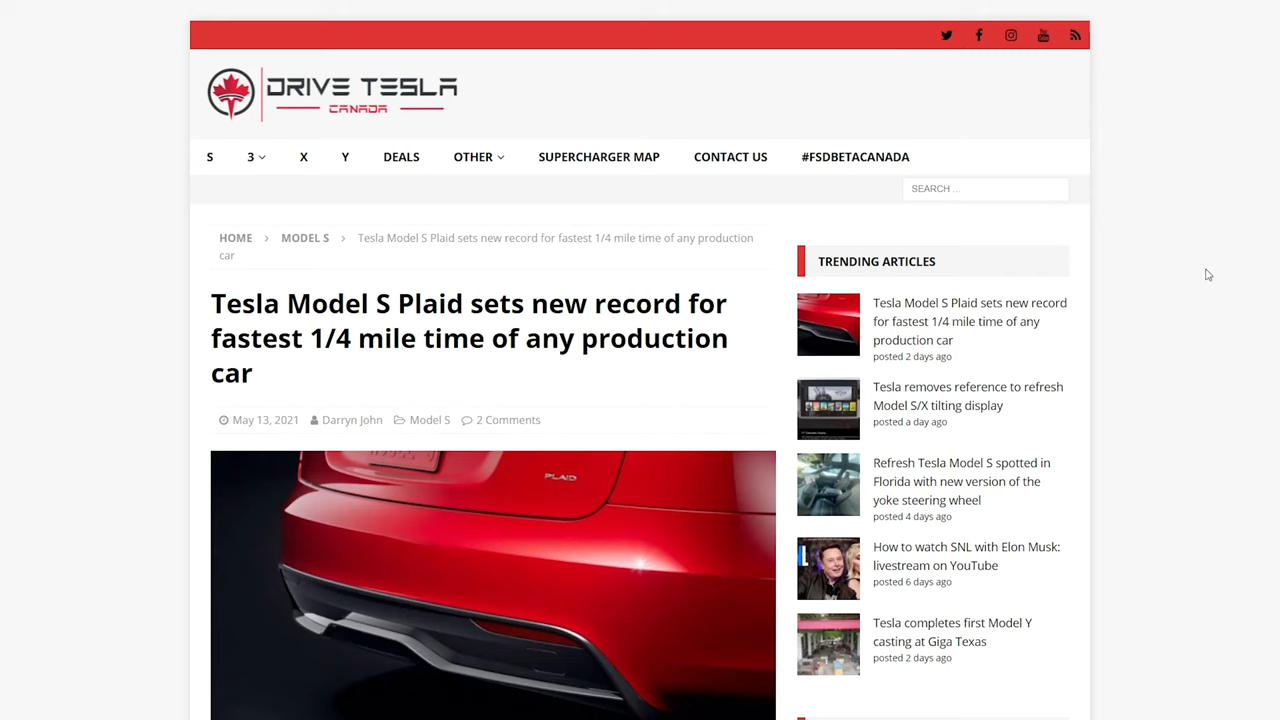 DRIVE TESLA
CANADA
S 3 X Y DEALS OTHER SUPERCHARGER MAP CONTACT US #FSDBETACANADA
SEARCH ...
HOME > MODEL S > Tesla Model S Plaid sets new record for fastest 1/4 mile time of any production
car
Tesla Model S Plaid sets new record for
fastest 1/4 mile time of any production
car
May 13, 2021 Darryn John Model S 2 Comments
PLAID
TRENDING ARTICLES
Tesla Model S Plaid sets new record
for fastest 1/4 mile time of any
production car
posted 2 days ago
Tesla removes reference to refresh
Model S/X tilting display
posted a day ago
Refresh Tesla Model S spotted in
Florida with new version of the
yoke steering wheel
posted 4 days ago
How to watch SNL with Elon Musk:
livestream on YouTube
posted 6 days ago
Tesla completes first Model Y
casting at Giga Texas
posted 2 days ago